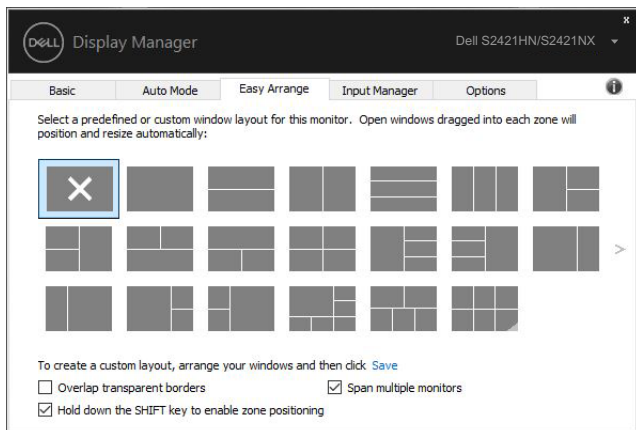 x
DELL Display Manager Dell S2421HN/S2421NX
Basic Auto Mode Easy Arrange Input Manager Options
Select a predefined or custom window layout for this monitor. Open windows dragged into each zone will
position and resize automatically:
>
To create a custom layout, arrange your windows and then click Save
Overlap transparent borders Span multiple monitors
Hold down the SHIFT key to enable zone positioning